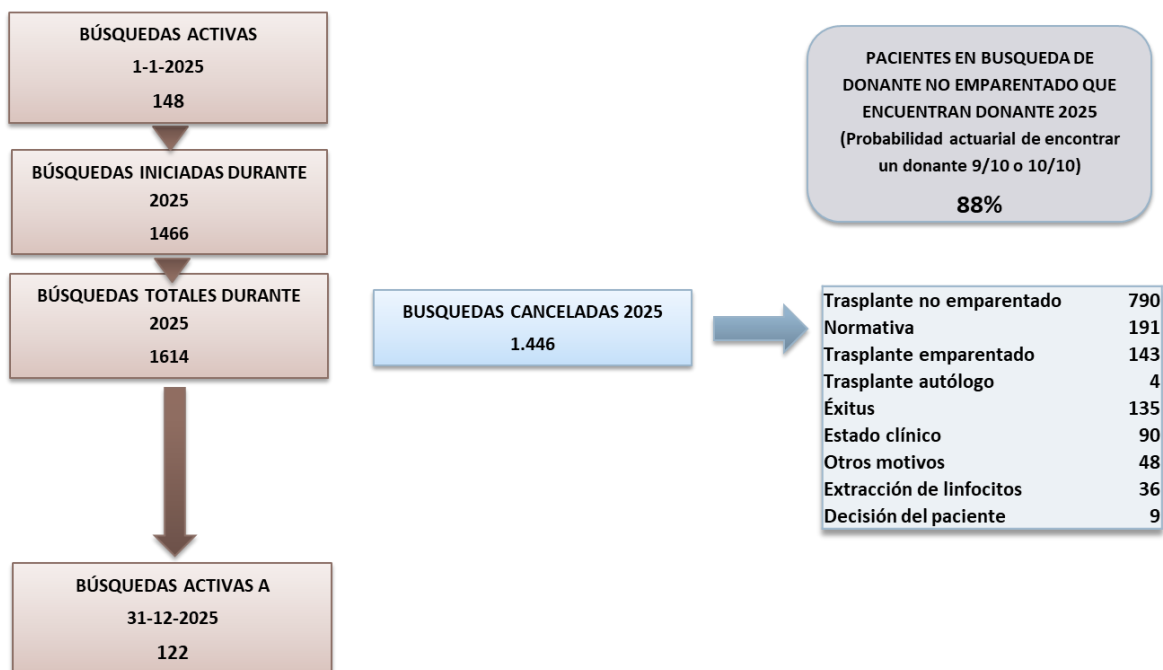 BÚSQUEDAS ACTIVAS
1-1-2025
148
BÚSQUEDAS INICIADAS DURANTE
2025
1466
BÚSQUEDAS TOTALES DURANTE
2025
1614
BÚSQUEDAS ACTIVAS A
31-12-2025
122
BUSQUEDAS CANCELADAS 2025
1.446
PACIENTES EN BUSQUEDA DE
DONANTE NO EMPARENTADO QUE
ENCUENTRAN DONANTE 2025
(Probabilidad actuarial de encontrar
un donante 9/10 o 10/10)
88%
Trasplante no emparentado 790
Normativa 191
Trasplante emparentado 143
Trasplante autólogo 4
Éxitus 135
Estado clínico 90
Otros motivos 48
Extracción de linfocitos 36
Decisión del paciente 9